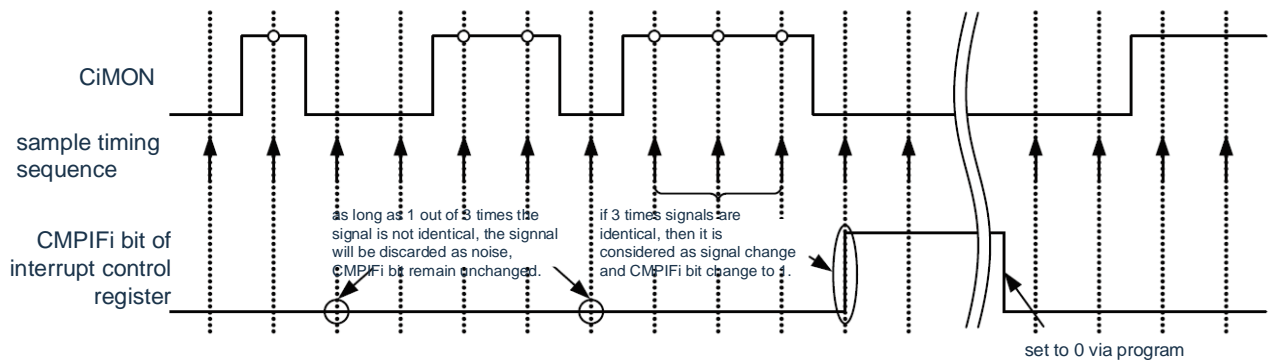 CiMON
sample timing
sequence
as long as 1 out of 3 times the
signal is not identical, the signnal
will be discarded as noise,
CMPIFi bit remain unchanged.
if 3 times signals are
identical, then it is
considered as signal change
and CMPIFi bit change to 1.
CMPIFi bit of
interrupt control
register
set to 0 via program